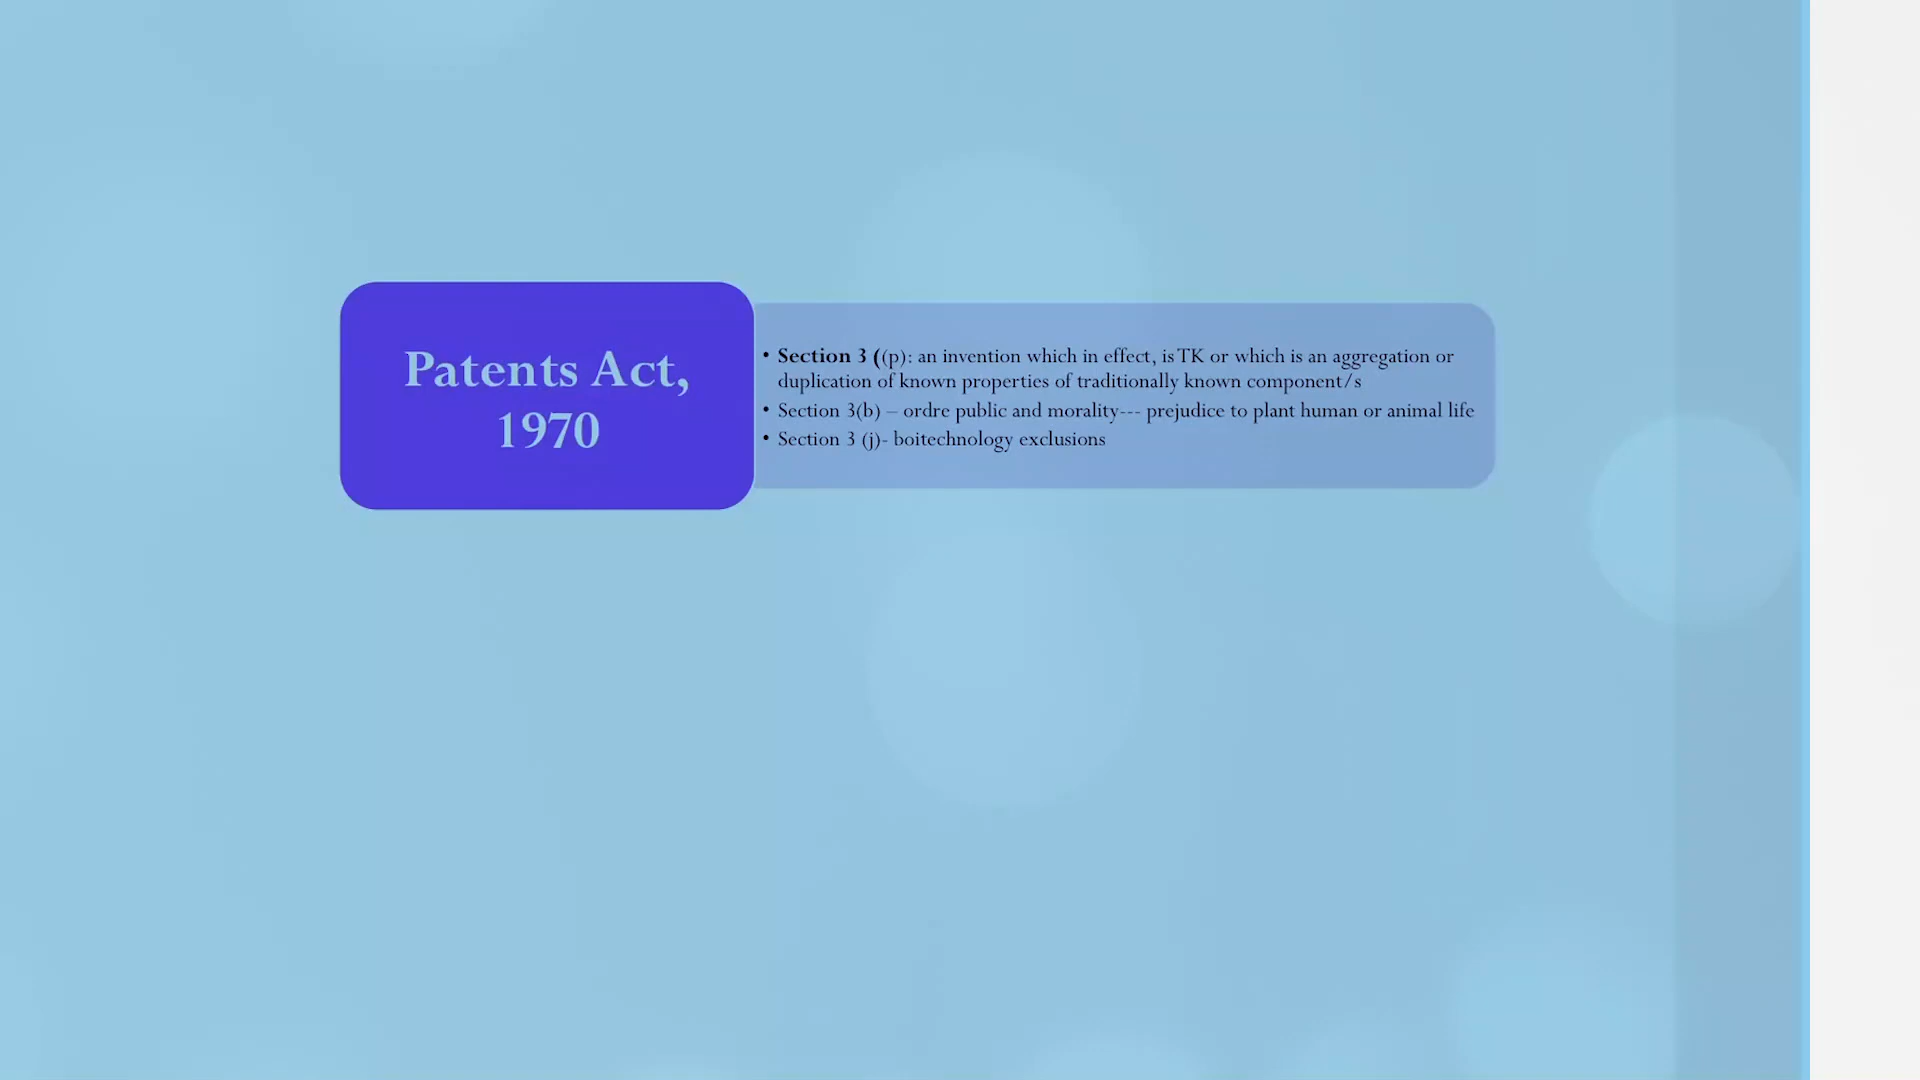 Patents Act,
1970
• Section 3 ((p): an invention which in effect, is TK or which is an aggregation or
duplication of known properties of traditionally known component/s
• Section 3(b) – ordre public and morality--- prejudice to plant human or animal life
• Section 3 (j)- boitechnology exclusions